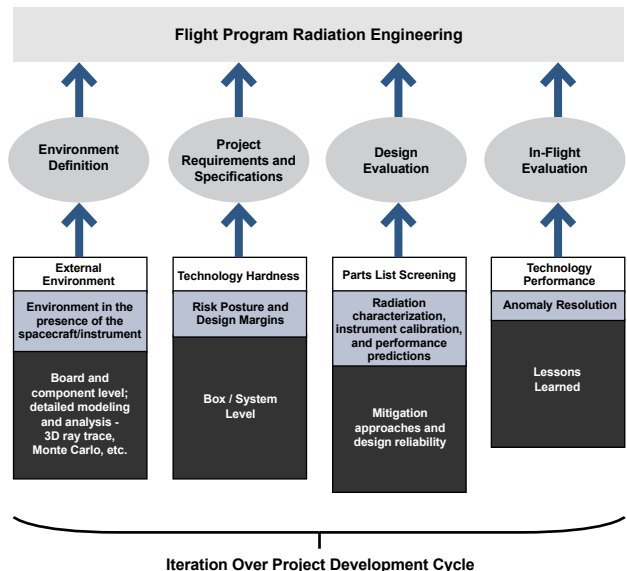 Flight Program Radiation Engineering
Environment
Definition
Project
Requirements and
Specifications
Design
Evaluation
In-Flight
Evaluation
External
Environment
Environment in the
presence of the
spacecraft/instrument
Board and
component level;
detailed modeling
and analysis -
3D ray trace,
Monte Carlo, etc.
Technology Hardness
Risk Posture and
Design Margins
Box / System
Level
Parts List Screening
Radiation
characterization,
instrument calibration,
and performance
predictions
Mitigation
approaches and
design reliability
Technology
Performance
Anomaly Resolution
Lessons
Learned
Iteration Over Project Development Cycle